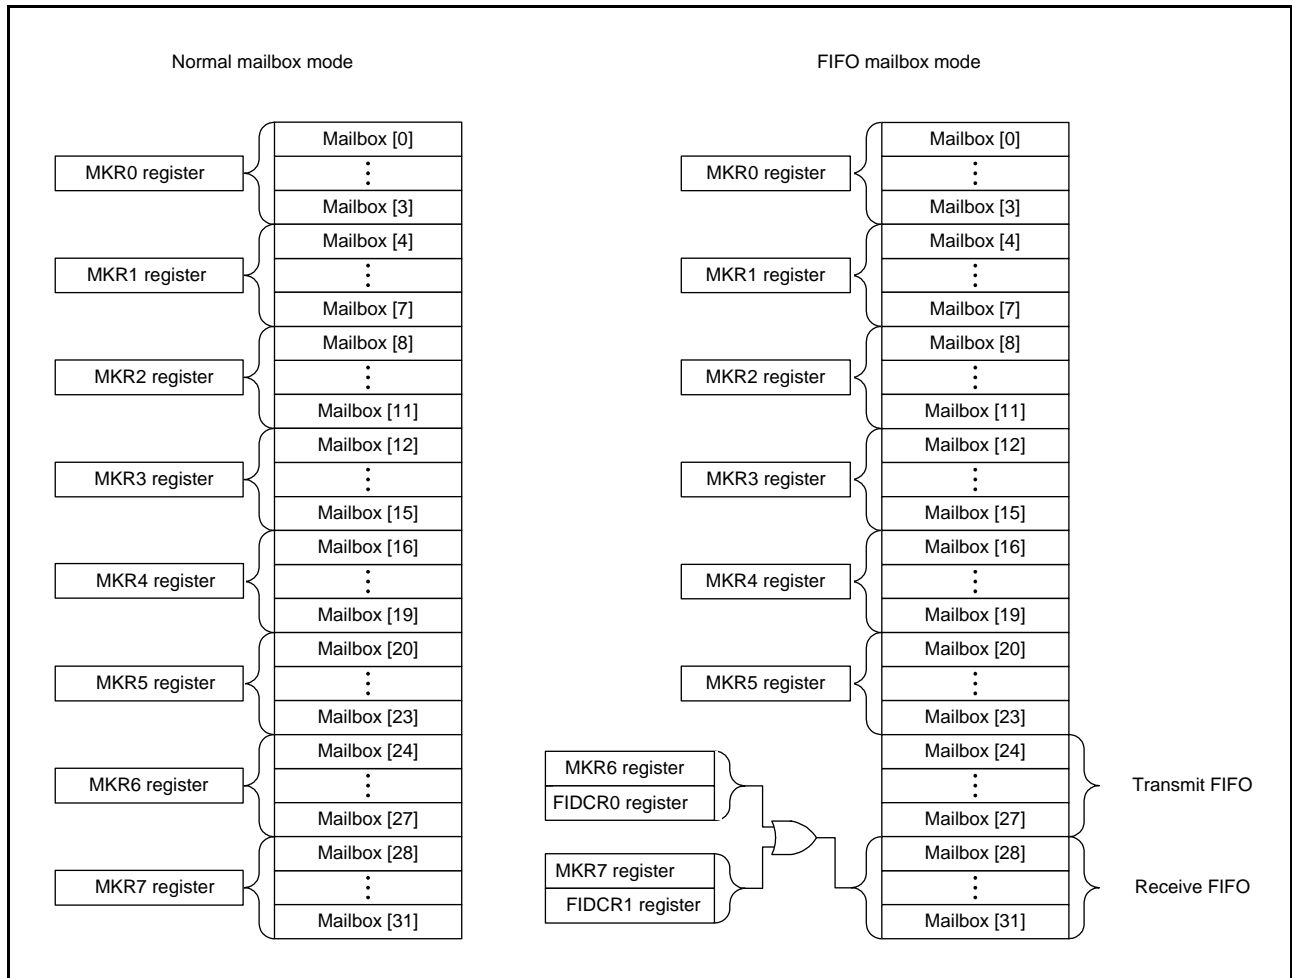 Normal mailbox mode
MKR0 register
Mailbox [0]
Mailbox [3]
MKR1 register
Mailbox [4]
Mailbox [7]
MKR2 register
Mailbox [8]
Mailbox [11]
MKR3 register
Mailbox [12]
Mailbox [15]
MKR4 register
Mailbox [16]
Mailbox [19]
MKR5 register
Mailbox [20]
Mailbox [23]
MKR6 register
Mailbox [24]
Mailbox [27]
MKR7 register
Mailbox [28]
Mailbox [31]
FIFO mailbox mode
MKR0 register
Mailbox [0]
Mailbox [3]
MKR1 register
Mailbox [4]
Mailbox [7]
MKR2 register
Mailbox [8]
Mailbox [11]
MKR3 register
Mailbox [12]
Mailbox [15]
MKR4 register
Mailbox [16]
Mailbox [19]
MKR5 register
Mailbox [20]
Mailbox [23]
MKR6 register
FIDCR0 register
Mailbox [24]
Mailbox [27]
Transmit FIFO
MKR7 register
FIDCR1 register
Mailbox [28]
Mailbox [31]
Receive FIFO